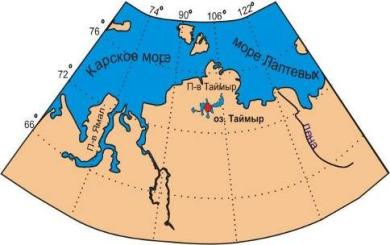 74°
90°
106°
122°
76
72
66
Карское море
море Лаптевых
П-в Таймыр
оз. Таймыр
П-в Ямал
Лена